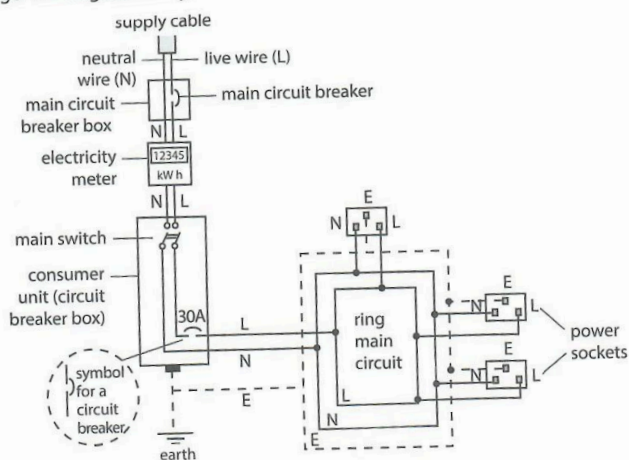 supply cable
neutral
wire (N)
live wire (L)
main circuit
breaker box
main circuit breaker
N L
electricity
meter
12345
kW h
N L
main switch
consumer
unit (circuit
breaker box)
30A
L
N
symbol
for a
circuit
breaker
E
earth
E
N
L
ring
main
circuit
L
N
E
E
N
L
E
N
L
power
sockets